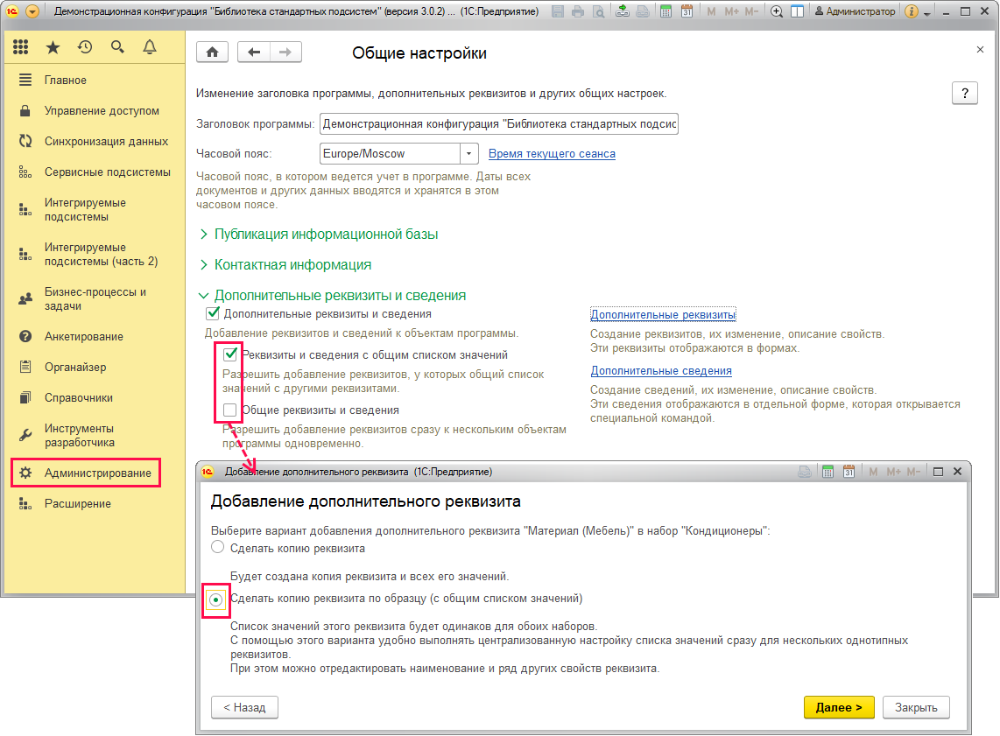 Демонстрационная конфигурация "Библиотека стандартных подсистем" (версия 3.0.2) ... (1С:Предприятие)
M M+ M- Администратор
Главное
Управление доступом
Синхронизация данных
Сервисные подсистемы
Интегрируемые
подсистемы
Интегрируемые
подсистемы (часть 2)
Бизнес-процессы и
задачи
Анкетирование
Органайзер
Справочники
Инструменты
разработчика
Администрирование
Расширение
Общие настройки
Изменение заголовка программы, дополнительных реквизитов и других общих настроек.
?
Заголовок программы: Демонстрационная конфигурация "Библиотека стандартных подсис
Часовой пояс: Europe/Moscow Время текущего сеанса
Часовой пояс, в котором ведется учет в программе. Даты всех
документов и других данных вводятся и хранятся в этом
часовом поясе.
Публикация информационной базы
Контактная информация
Дополнительные реквизиты и сведения
Дополнительные реквизиты и сведения
Добавление реквизитов и сведений к объектам программы.
Реквизиты и сведения с общим списком значений
Разрешить добавление реквизитов, у которых общий список
значений с другими реквизитами.
Общие реквизиты и сведения
Разрешить добавление реквизитов сразу к нескольким объектам
программы одновременно.
Дополнительные реквизиты
Создание реквизитов, их изменение, описание свойств.
Эти реквизиты отображаются в формах.
Дополнительные сведения
Создание сведений, их изменение, описание свойств.
Эти сведения отображаются в отдельной форме, которая открывается
специальной командой.
Добавление дополнительного реквизита (1С:Предприятие)
31 M M+ M-
Добавление дополнительного реквизита
Выберите вариант добавления дополнительного реквизита "Материал (Мебель)" в набор "Кондиционеры":
Сделать копию реквизита
Будет создана копия реквизита и всех его значений.
Сделать копию реквизита по образцу (с общим списком значений)
Список значений этого реквизита будет одинаков для обоих наборов.
С помощью этого варианта удобно выполнять централизованную настройку списка значений сразу для нескольких однотипных
реквизитов.
При этом можно отредактировать наименование и ряд других свойств реквизита.
< Назад
Далее >
Закрыть